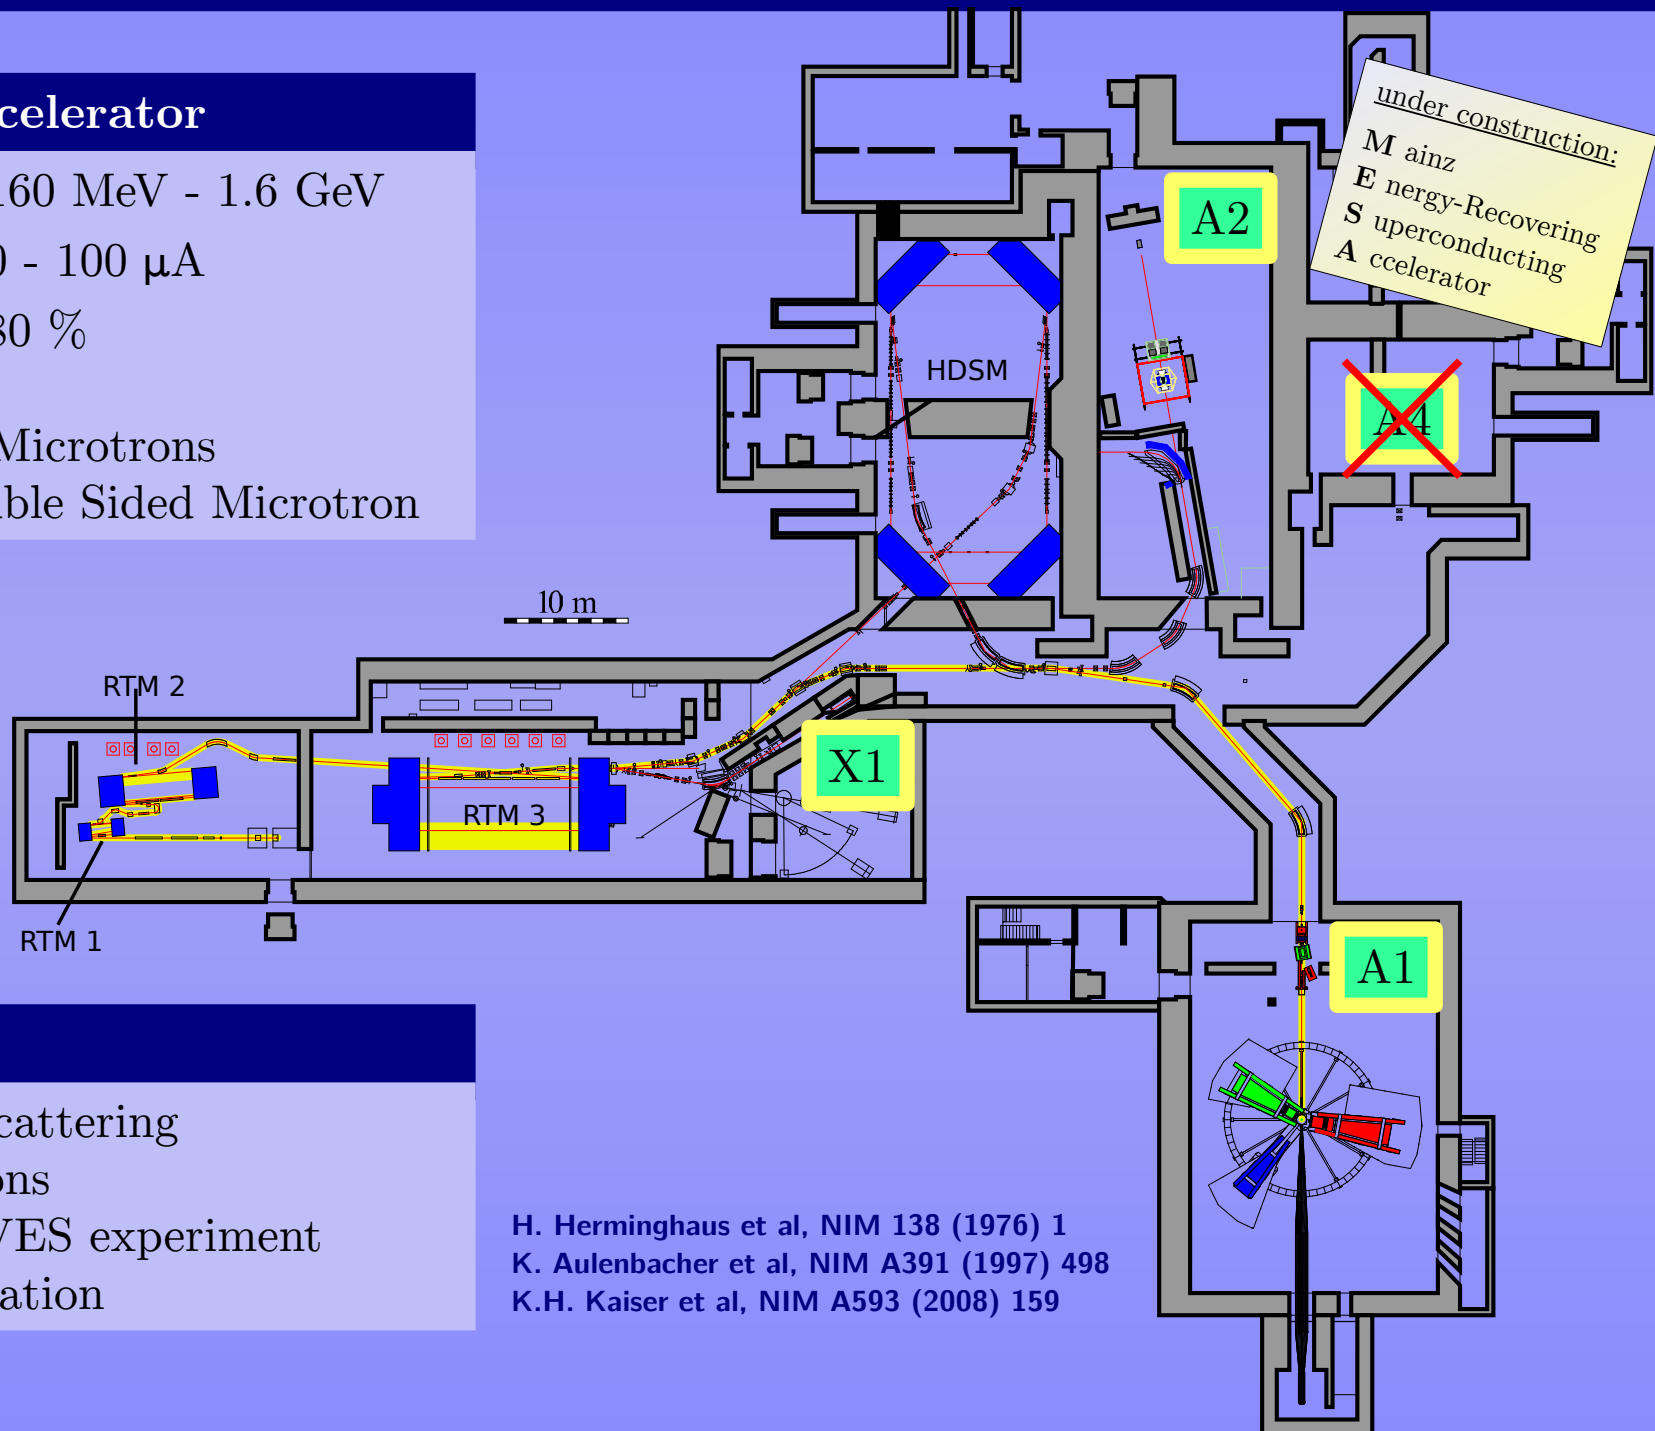 celerator
160 MeV - 1.6 GeV
0 - 100 µA
80 %
Microtrons
ble Sided Microtron
under construction:
M ainz
E nergy-Recovering
S uperconducting
A ccelerator
A2
HDSM
A4
10 m
RTM 2
X1
RTM 3
RTM 1
A1
cattering
ons
VES experiment
ation
H. Herminghaus et al, NIM 138 (1976) 1
K. Aulenbacher et al, NIM A391 (1997) 498
K.H. Kaiser et al, NIM A593 (2008) 159